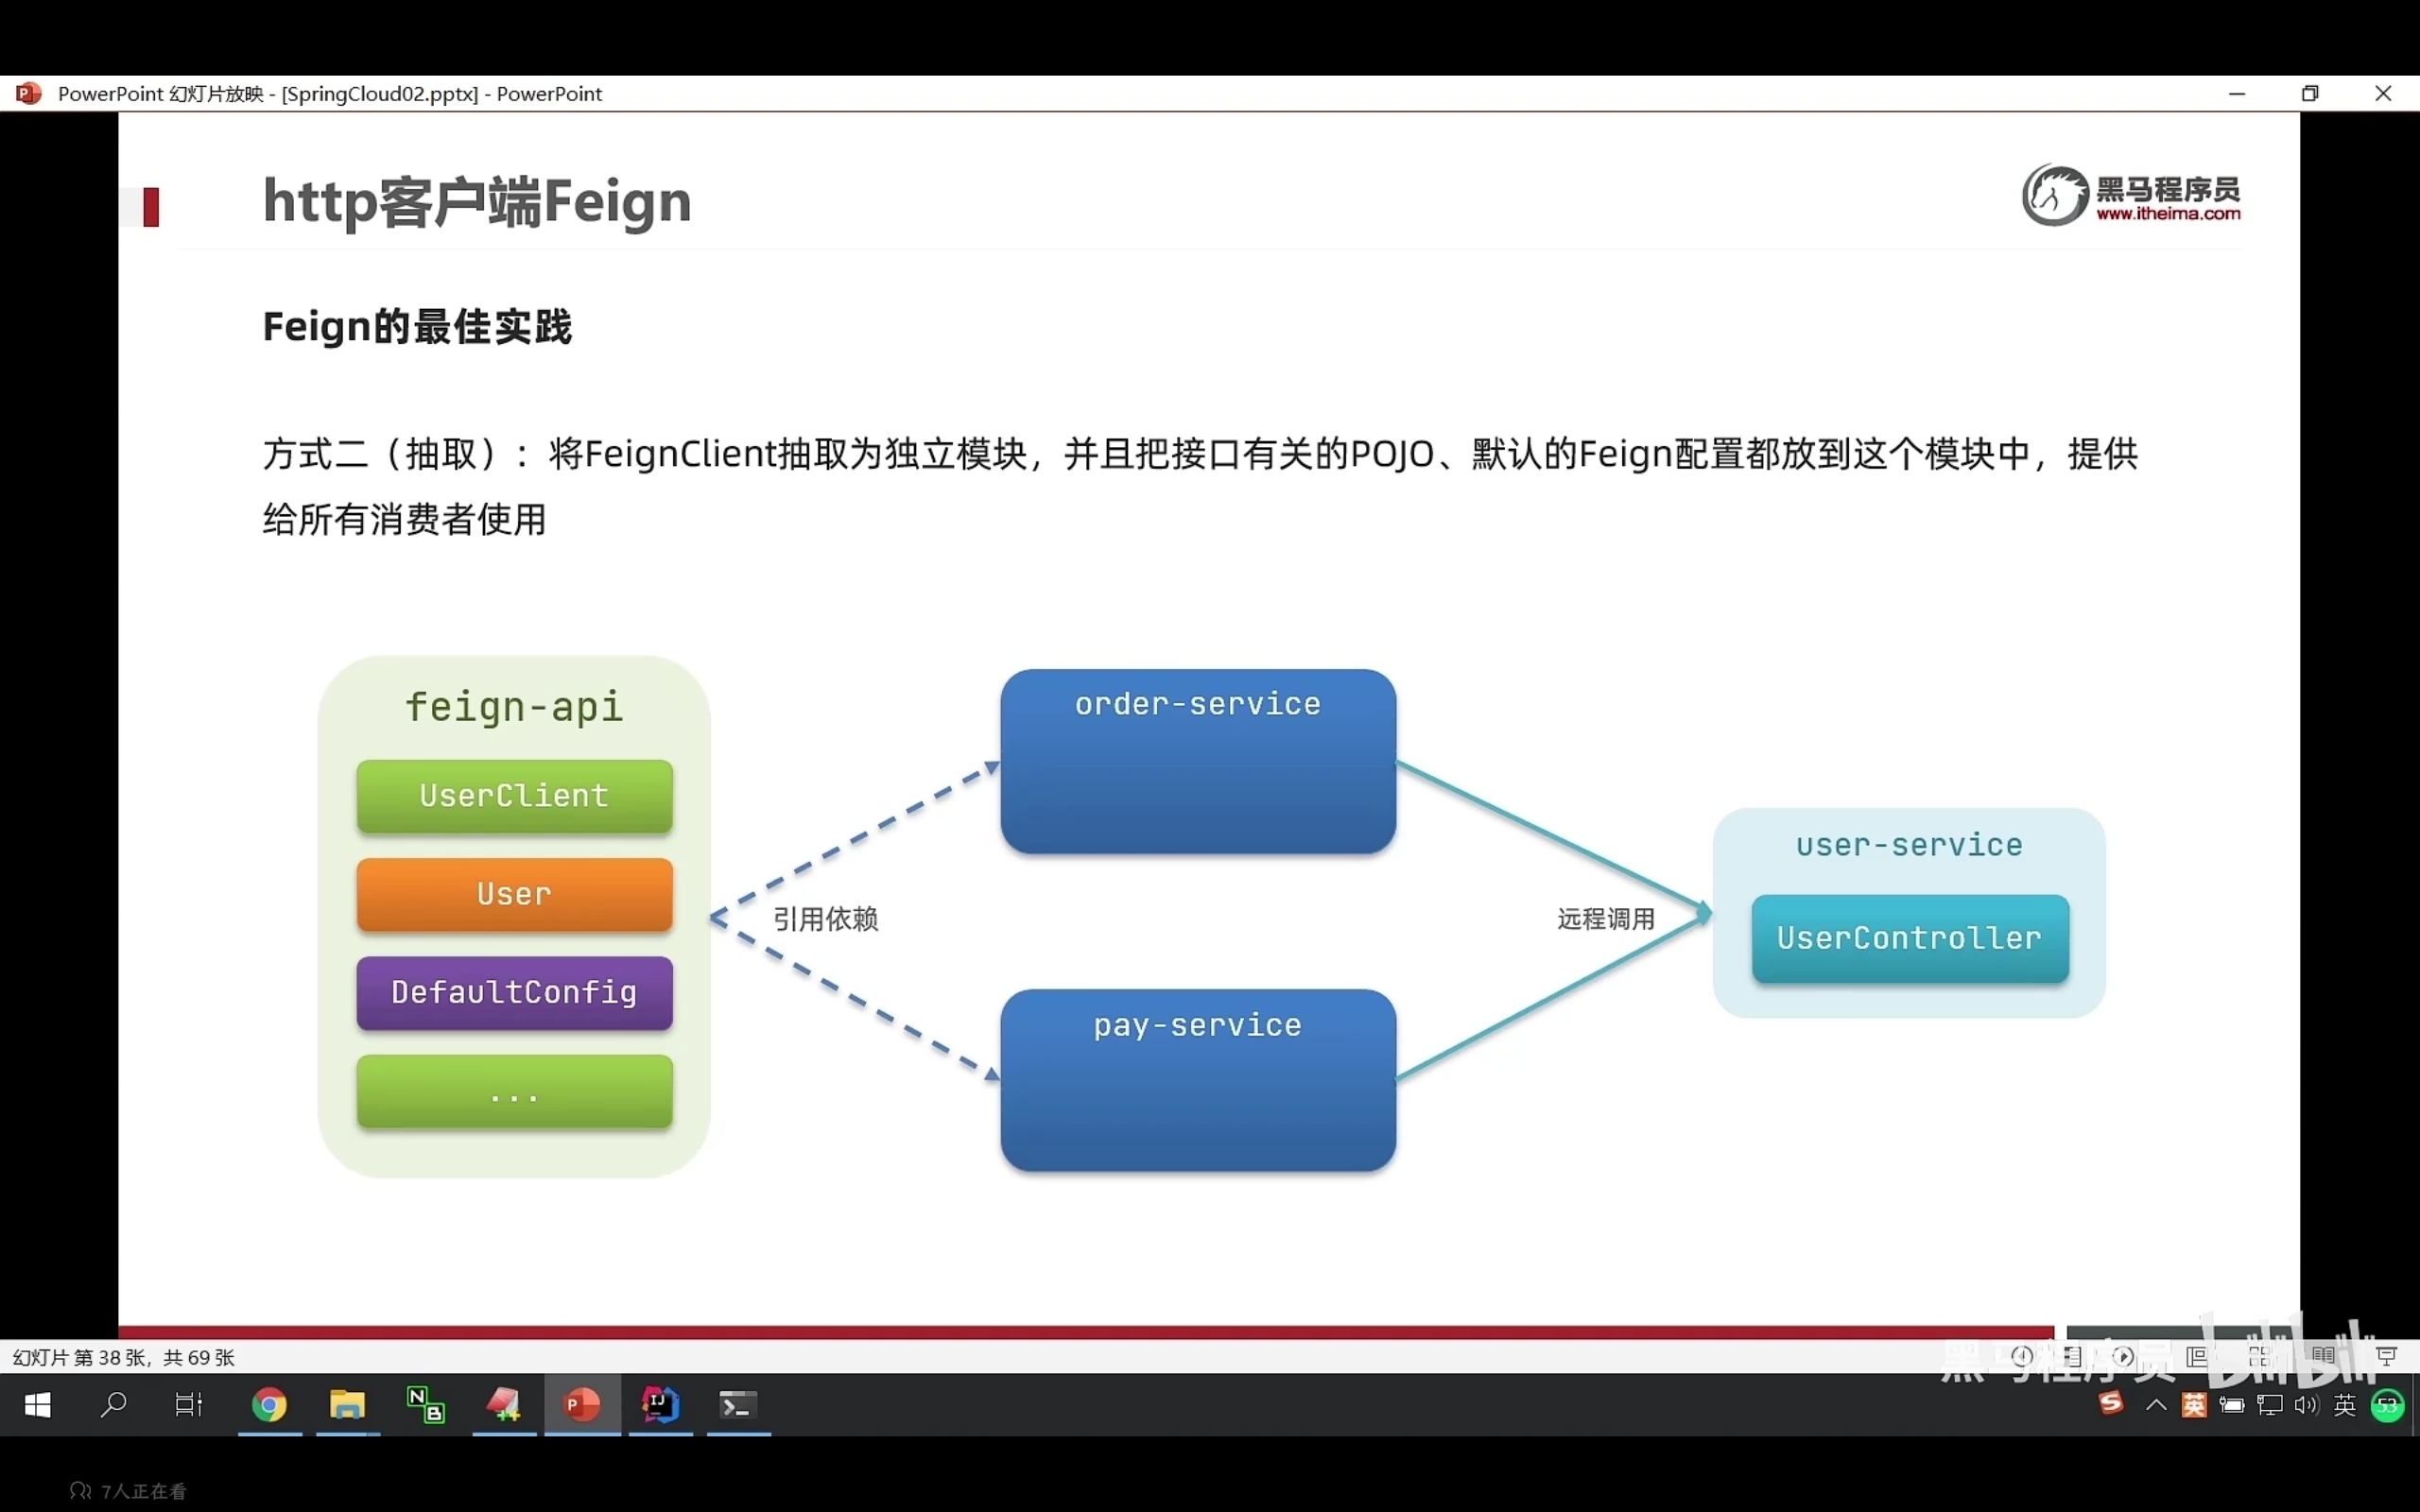 PowerPoint 幻灯片放映 - [SpringCloud02.pptx] - PowerPoint
http客户端Feign
黑马程序员
www.itheima.com
Feign的最佳实践
方式二（抽取）：将FeignClient抽取为独立模块，并且把接口有关的POJO、默认的Feign配置都放到这个模块中，提供
给所有消费者使用
feign-api
UserClient
User
DefaultConfig
...
引用依赖
order-service
pay-service
远程调用
user-service
UserController
幻灯片 第 38 张，共 69 张
黑马程序员
bilibili
N
B
P
IJ
S
英
英
53
7人正在看